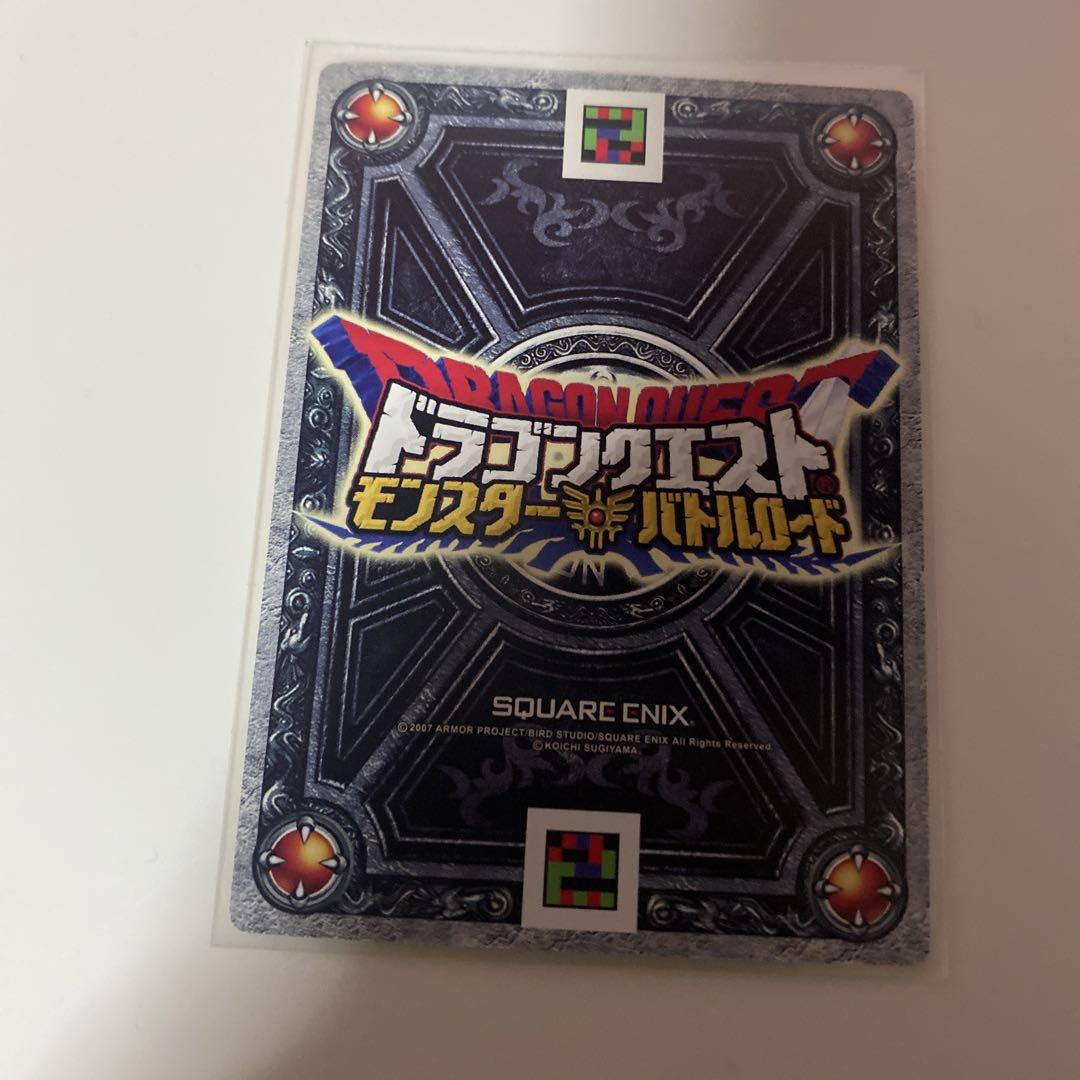 DRAGON QUEST
ドラゴンクエスト®
モンスターバトルロード
N
SQUARE ENIX®
©2007 ARMOR PROJECT/BIRD STUDIO/SQUARE ENIX All Rights Reserved.
©KOICHI SUGIYAMA